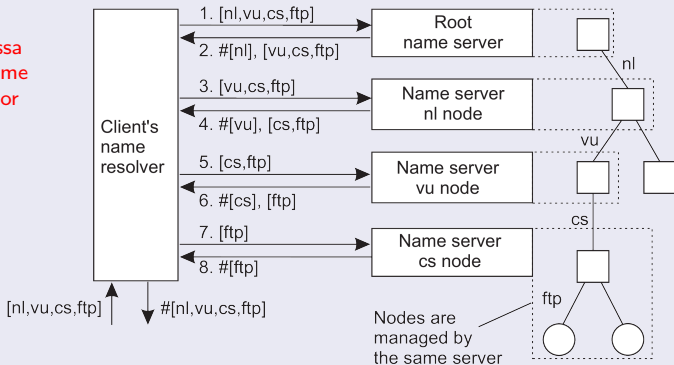 ssa
me
or
Client's
name
resolver
1. [nl,vu,cs,ftp]
2. #[nl], [vu,cs,ftp]
3. [vu,cs,ftp]
4. #[vu], [cs,ftp]
5. [cs,ftp]
6. #[cs], [ftp]
7. [ftp]
8. #[ftp]
[nl,vu,cs,ftp]
#[nl,vu,cs,ftp]
Root
name server
Name server
nl node
Name server
vu node
Name server
cs node
nl
vu
cs
ftp
Nodes are
managed by
the same server